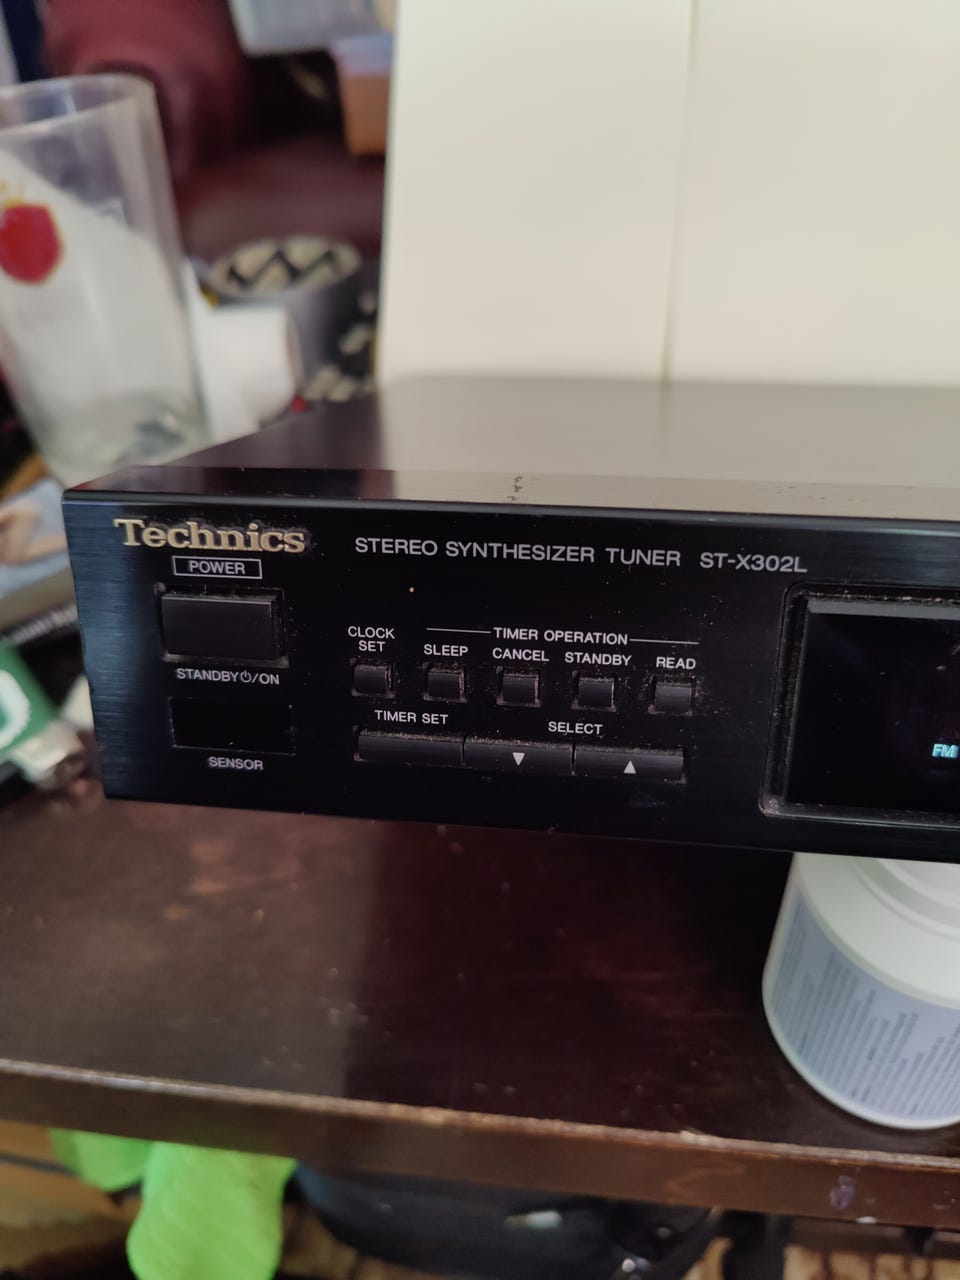 Technics
POWER
STEREO SYNTHESIZER TUNER ST-X302L
STANDBY⏻/ON
SENSOR
CLOCK
SET
TIMER OPERATION
SLEEP
CANCEL
STANDBY
READ
TIMER SET
SELECT
▼
▲
FM